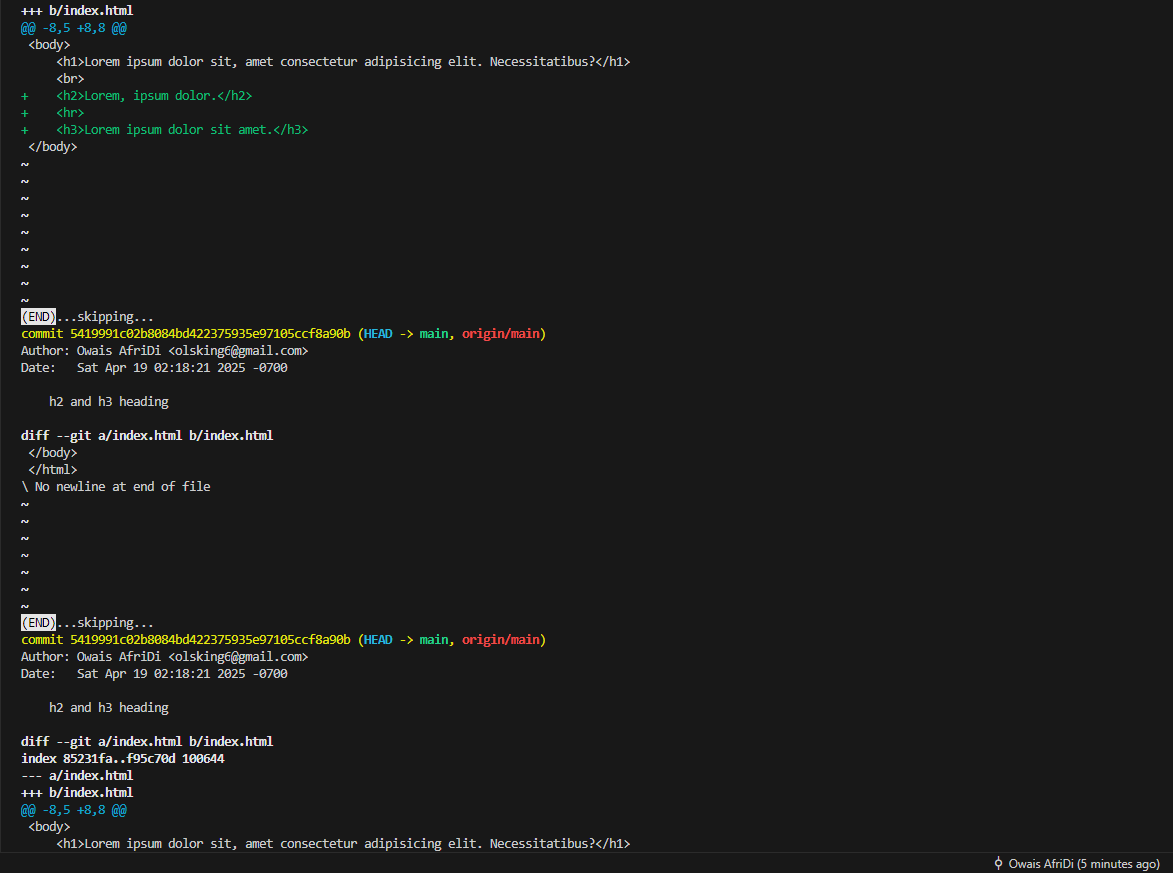 +++ b/index.html
@@ -8,5 +8,8 @@
 <body>
     <h1>Lorem ipsum dolor sit, amet consectetur adipisicing elit. Necessitatibus?</h1>
     <br>
+    <h2>Lorem, ipsum dolor.</h2>
+    <hr>
+    <h3>Lorem ipsum dolor sit amet.</h3>
 </body>
~
~
~
~
~
~
~
~
~
(END)...skipping...
commit 5419991c02b8084bd422375935e97105ccf8a90b (HEAD -> main, origin/main)
Author: Owais AfriDi <olsking6@gmail.com>
Date:   Sat Apr 19 02:18:21 2025 -0700

    h2 and h3 heading

diff --git a/index.html b/index.html
 </body>
 </html>
\ No newline at end of file
~
~
~
~
~
~
~
(END)...skipping...
commit 5419991c02b8084bd422375935e97105ccf8a90b (HEAD -> main, origin/main)
Author: Owais AfriDi <olsking6@gmail.com>
Date:   Sat Apr 19 02:18:21 2025 -0700

    h2 and h3 heading

diff --git a/index.html b/index.html
index 85231fa..f95c70d 100644
--- a/index.html
+++ b/index.html
@@ -8,5 +8,8 @@
 <body>
     <h1>Lorem ipsum dolor sit, amet consectetur adipisicing elit. Necessitatibus?</h1>
Owais AfriDi (5 minutes ago)